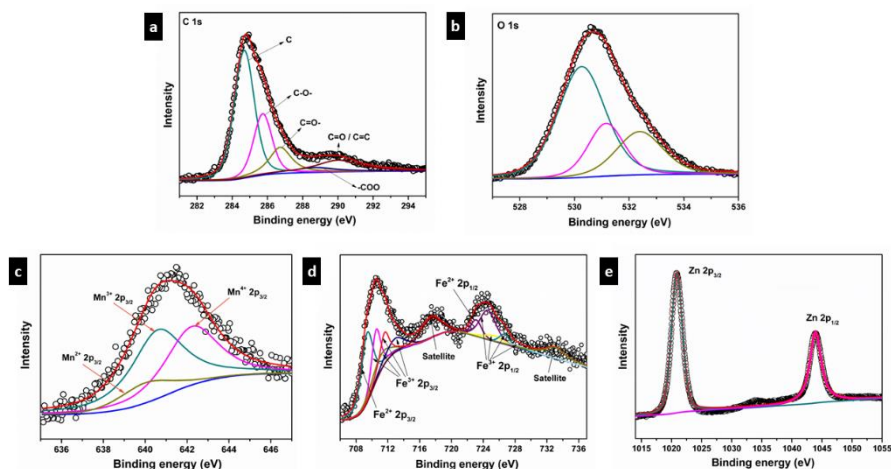 a
C 1s
C
C-O-
C=O-
C=O / C=C
-COO
Intensity
282 284 286 288 290 292 294
Binding energy (eV)
b
O 1s
Intensity
528 530 532 534 536
Binding energy (eV)
c
Mn³⁺ 2p₃/₂
Mn⁴⁺ 2p₃/₂
Mn²⁺ 2p₃/₂
Intensity
636 638 640 642 644 646
Binding energy (eV)
d
Fe²⁺ 2p₁/₂
Satellite
Fe³⁺ 2p₁/₂
Satellite
Fe³⁺ 2p₃/₂
Fe²⁺ 2p₃/₂
Intensity
708 712 716 720 724 728 732 736
Binding energy (eV)
e
Zn 2p₃/₂
Zn 2p₁/₂
Intensity
1015 1020 1025 1030 1035 1040 1045 1050 1055
Binding energy (eV)